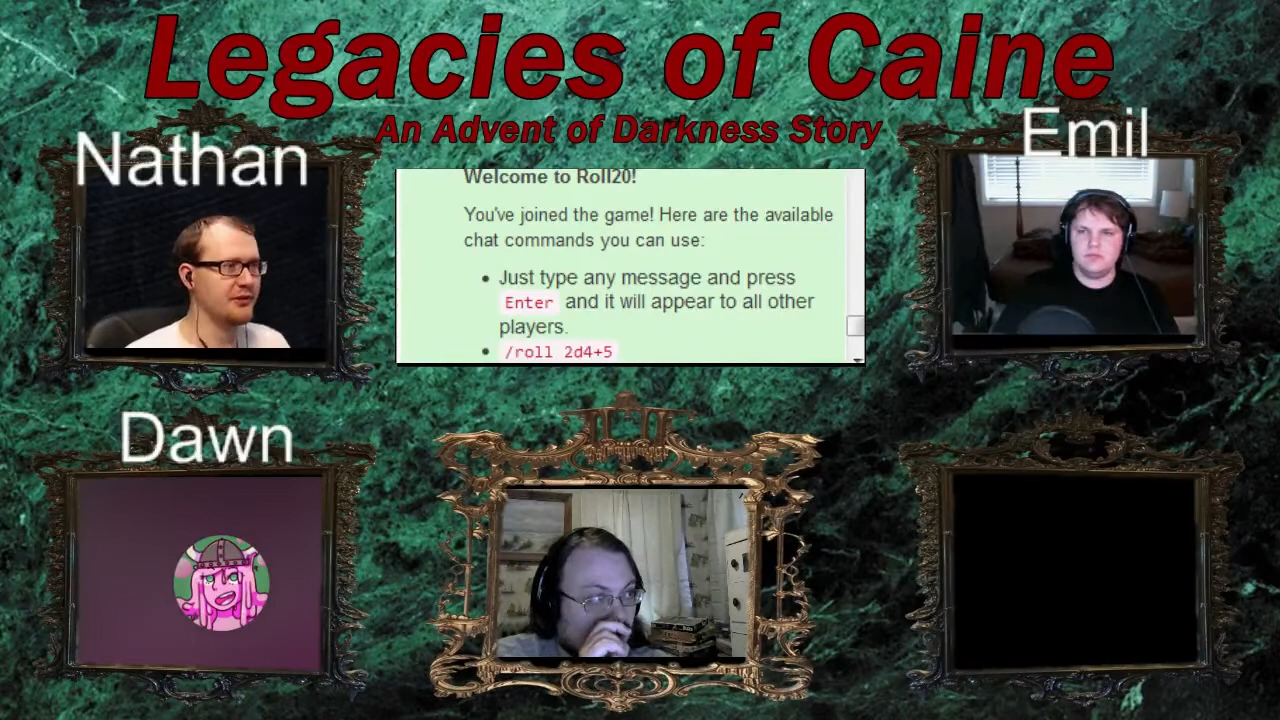 Legacies of Caine
An Advent of Darkness Story
Nathan
Emil
Welcome to Roll20!
You've joined the game! Here are the available
chat commands you can use:
• Just type any message and press
Enter and it will appear to all other
players.
• /roll 2d4+5
Dawn